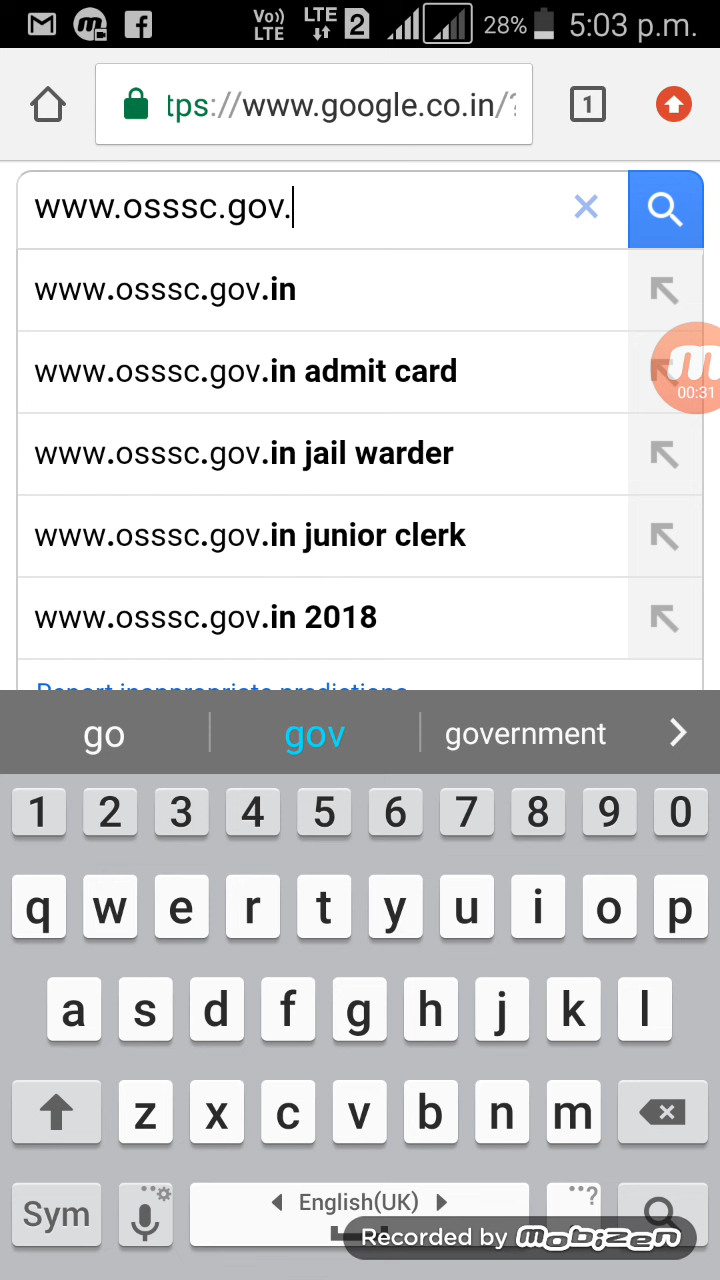 Vo)) LTE LTE 2 28% 5:03 p.m.
tps://www.google.co.in/? 1
www.osssc.gov.
www.osssc.gov.in
www.osssc.gov.in admit card
00:31
www.osssc.gov.in jail warder
www.osssc.gov.in junior clerk
www.osssc.gov.in 2018
Report inappropriate predictions
go gov government
1 2 3 4 5 6 7 8 9 0
q w e r t y u i o p
a s d f g h j k l
z x c v b n m
Sym English(UK) ?
Recorded by mobizen